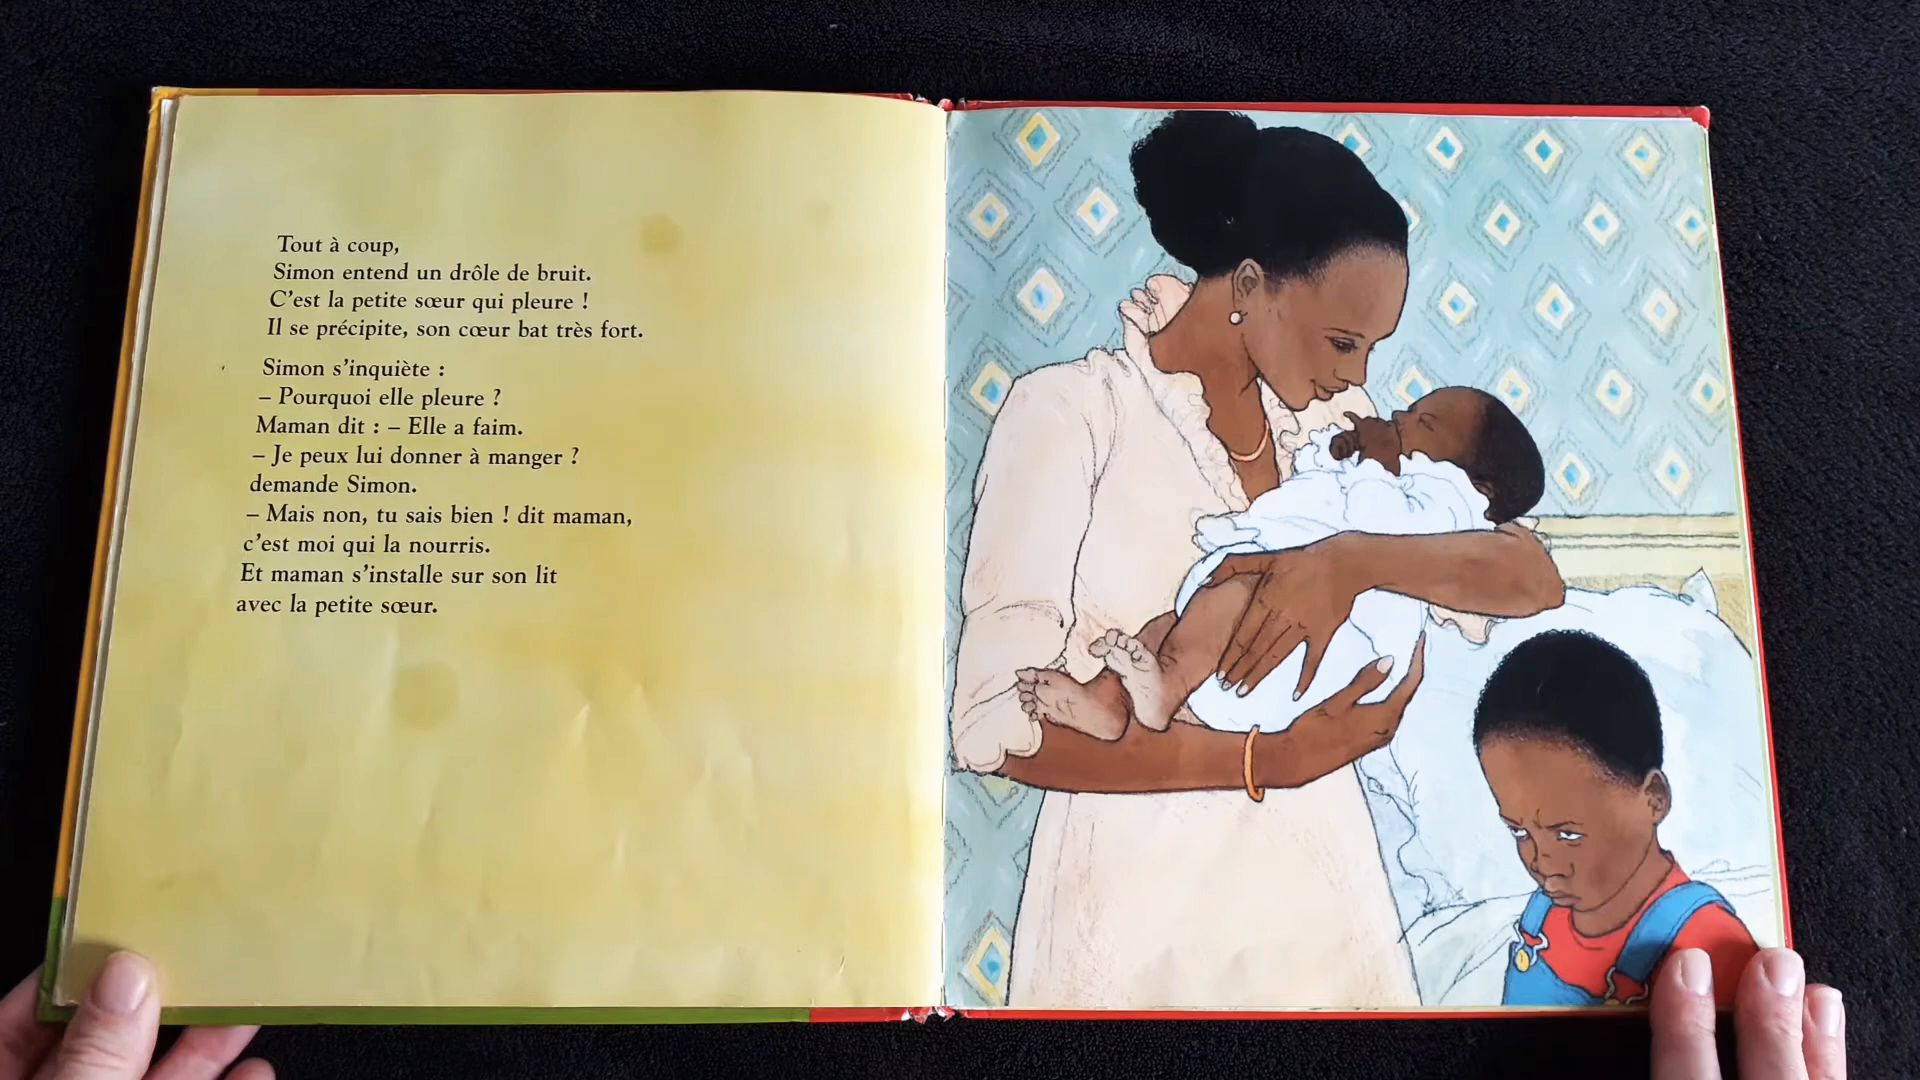 Tout à coup,
Simon entend un drôle de bruit.
C'est la petite sœur qui pleure !
Il se précipite, son cœur bat très fort.
Simon s'inquiète :
– Pourquoi elle pleure ?
Maman dit : – Elle a faim.
– Je peux lui donner à manger ?
demande Simon.
– Mais non, tu sais bien ! dit maman,
c'est moi qui la nourris.
Et maman s'installe sur son lit
avec la petite sœur.